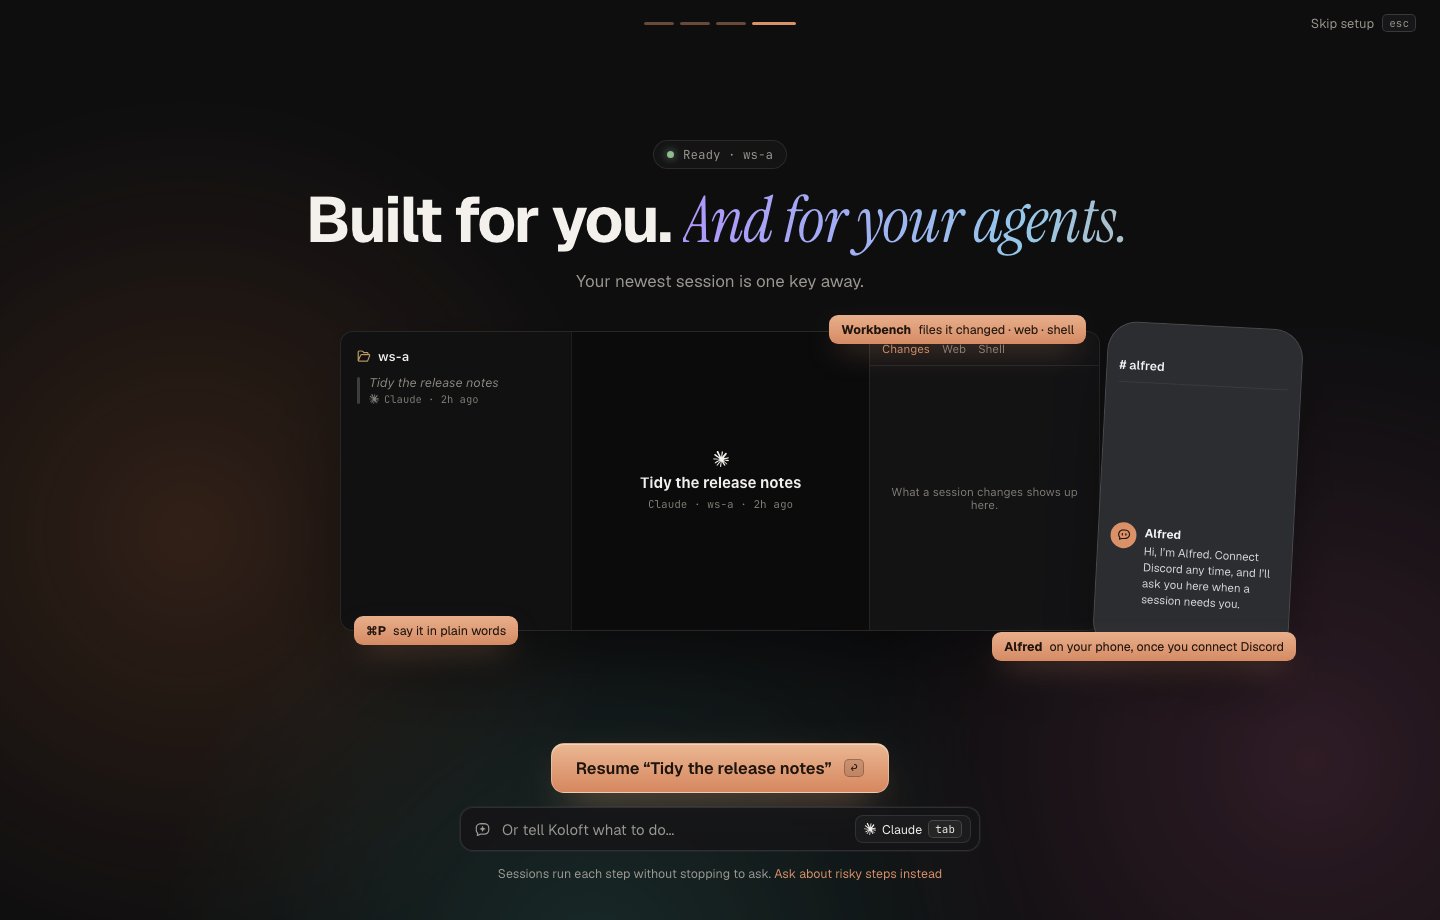 Skip setup esc
Ready · ws-a
Built for you. And for your agents.
Your newest session is one key away.
Workbench files it changed · web · shell
ws-a
Tidy the release notes
Claude · 2h ago
Tidy the release notes
Claude · ws-a · 2h ago
Changes Web Shell
What a session changes shows up
here.
# alfred
Alfred
Hi, I'm Alfred. Connect
Discord any time, and I'll
ask you here when a
session needs you.
⌘P say it in plain words
Alfred on your phone, once you connect Discord
Resume “Tidy the release notes”
Or tell Koloft what to do...
Claude tab
Sessions run each step without stopping to ask. Ask about risky steps instead